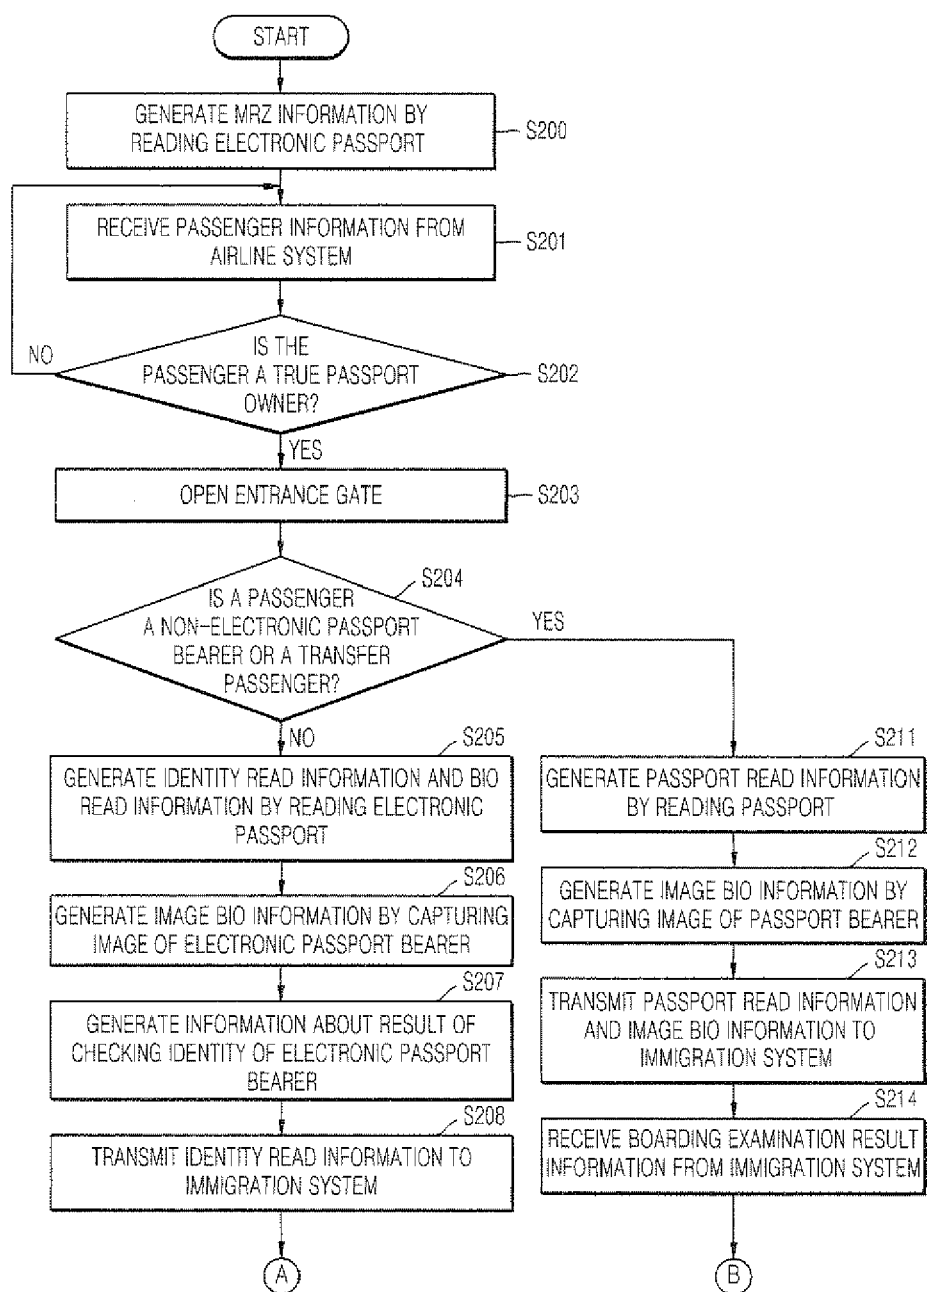 START
GENERATE MRZ INFORMATION BY
READING ELECTRONIC PASSPORT
S200
RECEIVE PASSENGER INFORMATION FROM
AIRLINE SYSTEM
S201
NO
IS THE
PASSENGER A TRUE PASSPORT
OWNER?
S202
YES
OPEN ENTRANCE GATE
S203
S204
IS A PASSENGER
A NON-ELECTRONIC PASSPORT
BEARER OR A TRANSFER
PASSENGER?
YES
NO
S205
GENERATE IDENTITY READ INFORMATION AND BIO
READ INFORMATION BY READING ELECTRONIC
PASSPORT
S206
GENERATE IMAGE BIO INFORMATION BY CAPTURING
IMAGE OF ELECTRONIC PASSPORT BEARER
S207
GENERATE INFORMATION ABOUT RESULT OF
CHECKING IDENTITY OF ELECTRONIC PASSPORT
BEARER
S208
TRANSMIT IDENTITY READ INFORMATION TO
IMMIGRATION SYSTEM
A
S211
GENERATE PASSPORT READ INFORMATION
BY READING PASSPORT
S212
GENERATE IMAGE BIO INFORMATION BY
CAPTURING IMAGE OF PASSPORT BEARER
S213
TRANSMIT PASSPORT READ INFORMATION
AND IMAGE BIO INFORMATION TO
IMMIGRATION SYSTEM
S214
RECEIVE BOARDING EXAMINATION RESULT
INFORMATION FROM IMMIGRATION SYSTEM
B